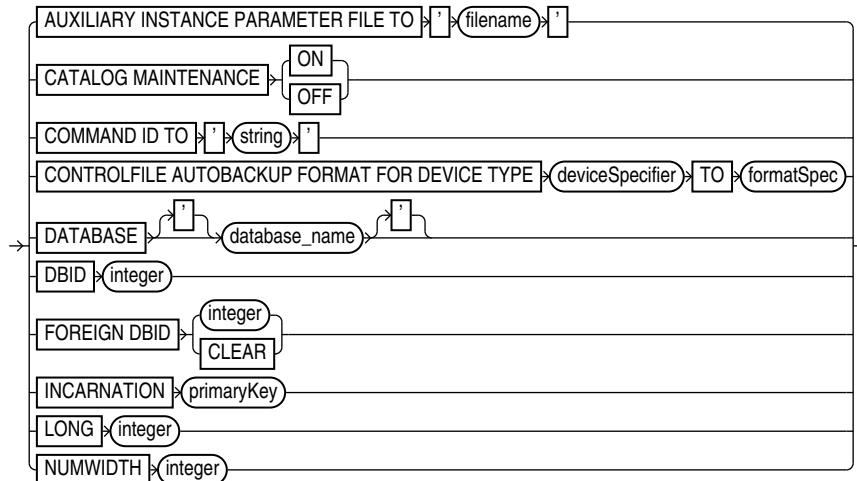 AUXILIARY INSTANCE PARAMETER FILE TO ' filename '
ON
CATALOG MAINTENANCE
OFF
COMMAND ID TO ' string '
CONTROLFILE AUTOBACKUP FORMAT FOR DEVICE TYPE deviceSpecifier TO formatSpec
' '
DATABASE database_name
DBID integer
integer
FOREIGN DBID
CLEAR
INCARNATION primaryKey
LONG integer
NUMWIDTH integer